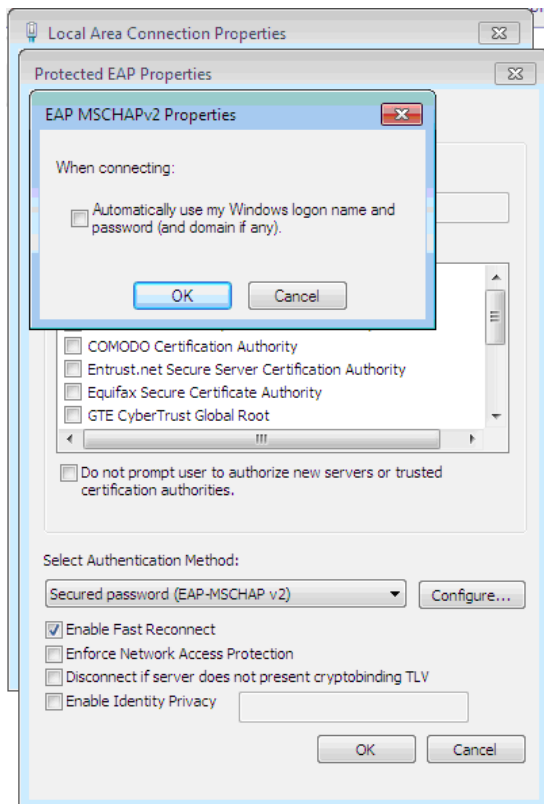 Local Area Connection Properties
Protected EAP Properties
EAP MSCHAPv2 Properties
When connecting:
Automatically use my Windows logon name and
password (and domain if any).
OK Cancel
COMODO Certification Authority
Entrust.net Secure Server Certification Authority
Equifax Secure Certificate Authority
GTE CyberTrust Global Root
Do not prompt user to authorize new servers or trusted
certification authorities.
Select Authentication Method:
Secured password (EAP-MSCHAP v2) Configure...
Enable Fast Reconnect
Enforce Network Access Protection
Disconnect if server does not present cryptobinding TLV
Enable Identity Privacy
OK Cancel